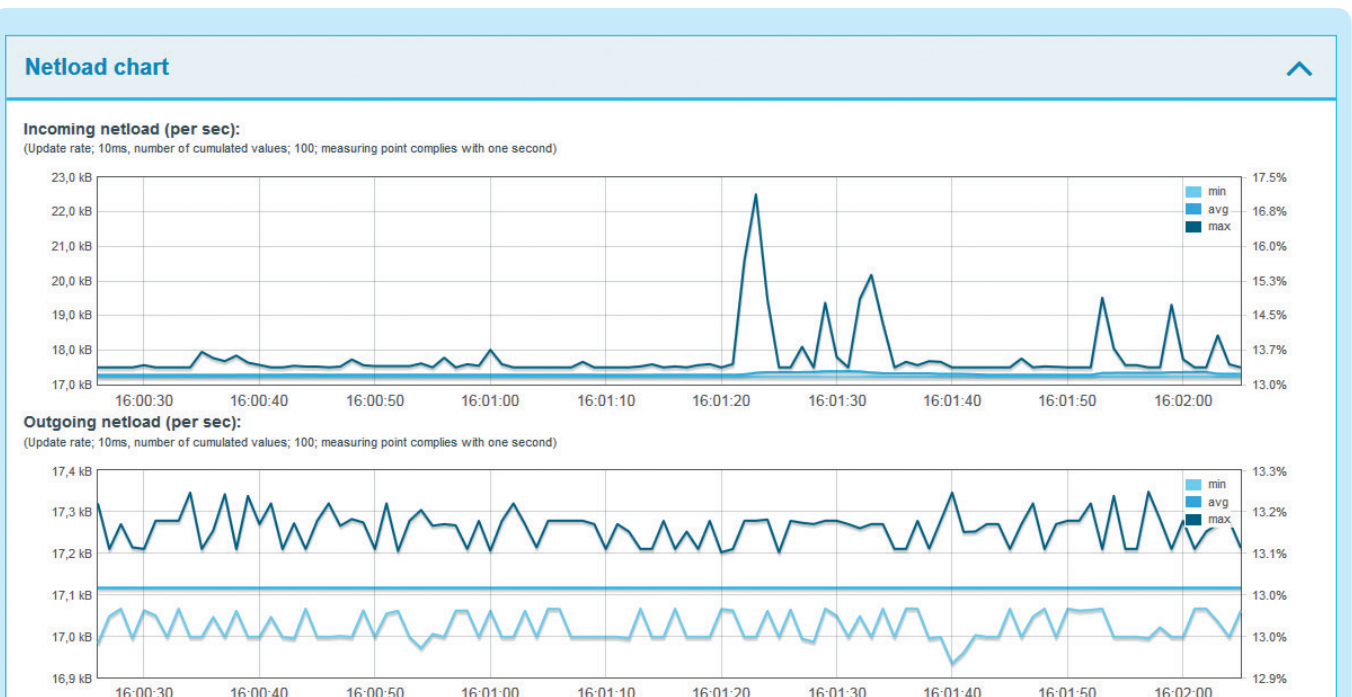 Netload chart
Incoming netload (per sec):
(Update rate; 10ms, number of cumulated values; 100; measuring point complies with one second)
23,0 kB
22,0 kB
21,0 kB
20,0 kB
19,0 kB
18,0 kB
17,0 kB
min
avg
max
17.5%
16.8%
16.0%
15.3%
14.5%
13.7%
13.0%
16:00:30 16:00:40 16:00:50 16:01:00 16:01:10 16:01:20 16:01:30 16:01:40 16:01:50 16:02:00
Outgoing netload (per sec):
(Update rate; 10ms, number of cumulated values; 100; measuring point complies with one second)
17,4 kB
17,3 kB
17,2 kB
17,1 kB
17,0 kB
16,9 kB
min
avg
max
13.3%
13.2%
13.1%
13.0%
13.0%
12.9%
16:00:30 16:00:40 16:00:50 16:01:00 16:01:10 16:01:20 16:01:30 16:01:40 16:01:50 16:02:00